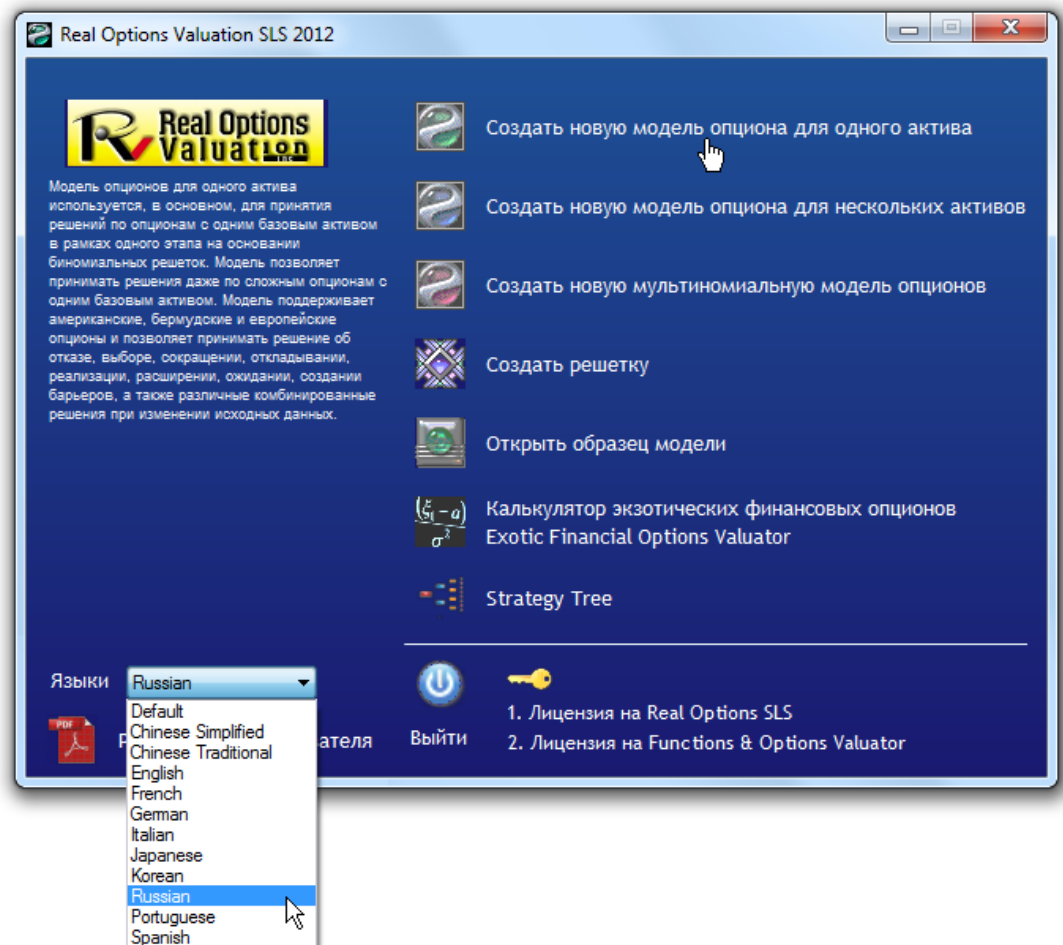 Real Options Valuation SLS 2012
Real Options
Valuation
INC
Модель опционов для одного актива
используется, в основном, для принятия
решений по опционам с одним базовым активом
в рамках одного этапа на основании
биномиальных решеток. Модель позволяет
принимать решения даже по сложным опционам с
одним базовым активом. Модель поддерживает
американские, бермудские и европейские
опционы и позволяет принимать решение об
отказе, выборе, сокращении, откладывании,
реализации, расширении, ожидании, создании
барьеров, а также различные комбинированные
решения при изменении исходных данных.
Создать новую модель опциона для одного актива
Создать новую модель опциона для нескольких активов
Создать новую мультиномиальную модель опционов
Создать решетку
Открыть образец модели
(ξ₁ - a)
σ²
Калькулятор экзотических финансовых опционов
Exotic Financial Options Valuator
Strategy Tree
Языки
Russian
Default
Chinese Simplified
Chinese Traditional
English
French
German
Italian
Japanese
Korean
Russian
Portuguese
Spanish
PDF
ателя
Выйти
1. Лицензия на Real Options SLS
2. Лицензия на Functions & Options Valuator